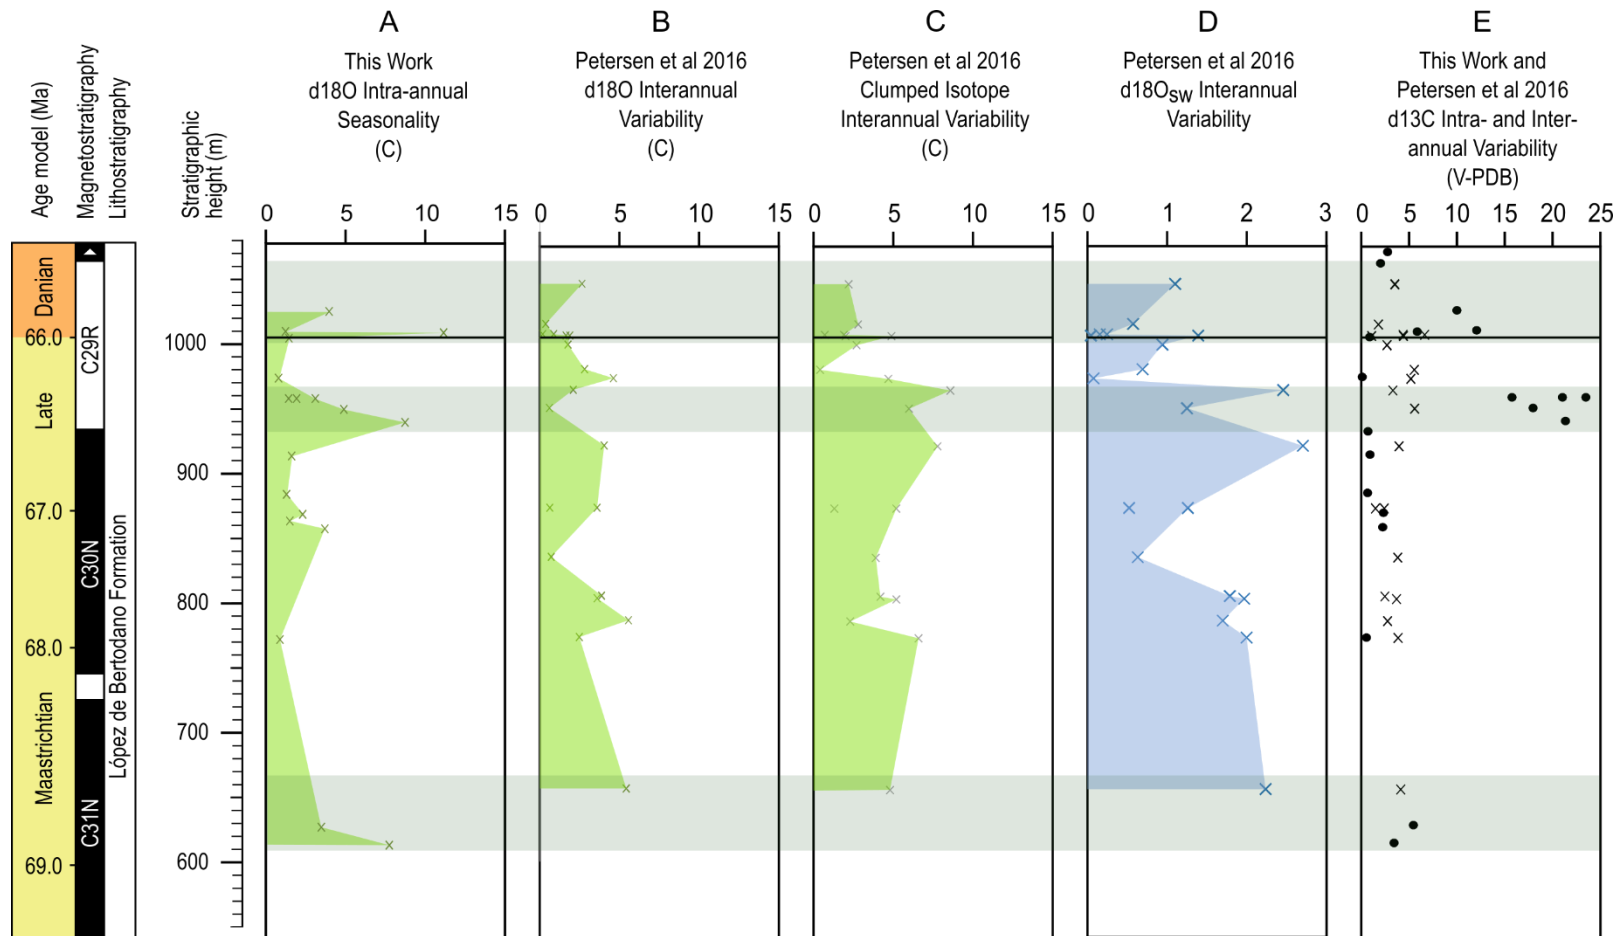 A
This Work
d18O Intra-annual
Seasonality
(C)
B
Petersen et al 2016
d18O Interannual
Variability
(C)
C
Petersen et al 2016
Clumped Isotope
Interannual Variability
(C)
D
Petersen et al 2016
d18OSW Interannual
Variability
E
This Work and
Petersen et al 2016
d13C Intra- and Inter-
annual Variability
(V-PDB)
Age model (Ma)
Magnetostratigraphy
Lithostratigraphy
Stratigraphic
height (m)
0 5 10 15
0 5 10 15
0 5 10 15
0 1 2 3
0 5 10 15 20 25
Danian
Late
Maastrichtian
66.0
67.0
68.0
69.0
C29R
C30N
C31N
López de Bertodano Formation
1000
900
800
700
600